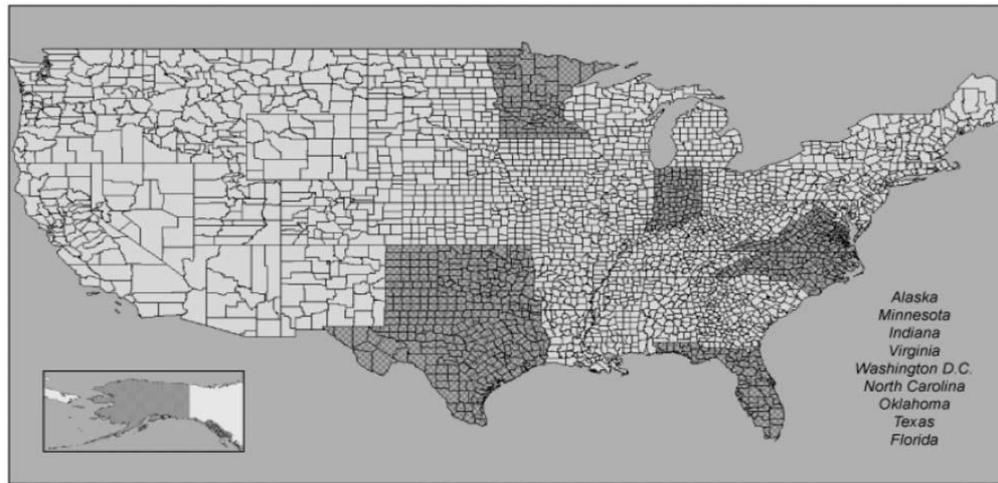 Alaska
Minnesota
Indiana
Virginia
Washington D.C.
North Carolina
Oklahoma
Texas
Florida